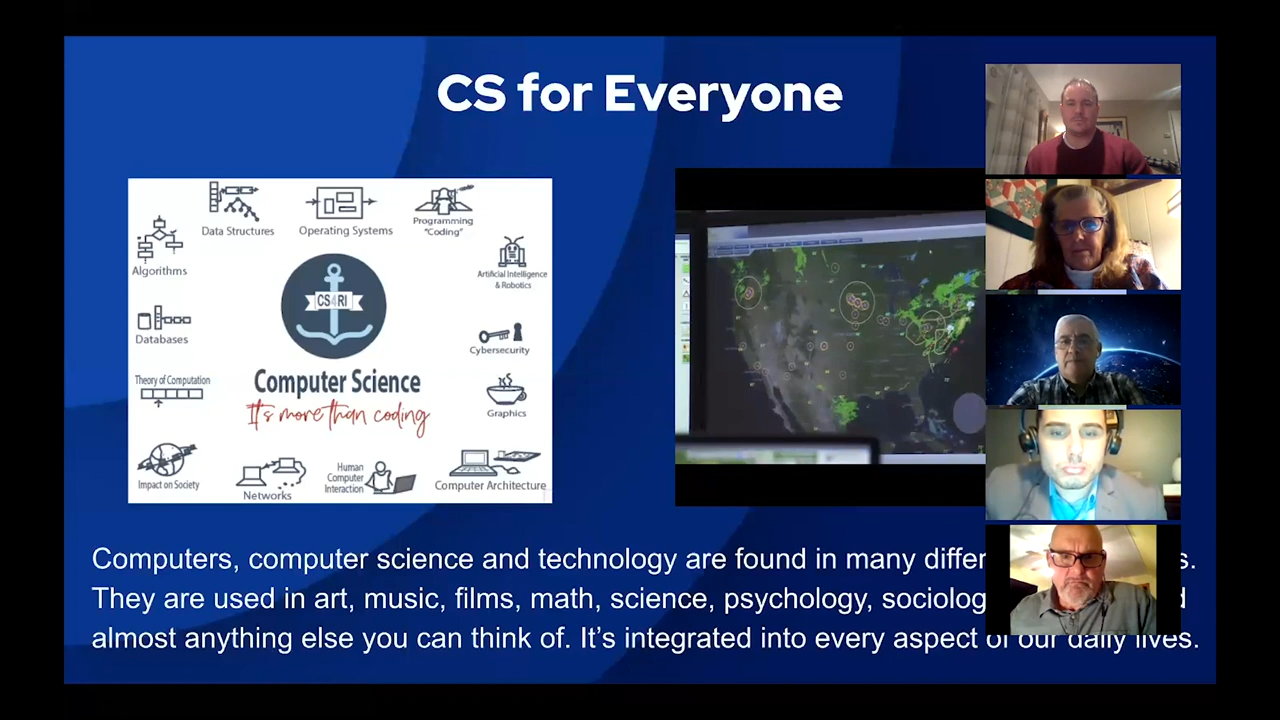 CS for Everyone
Data Structures
Operating Systems
Programming
"Coding"
Algorithms
Artificial Intelligence
& Robotics
CS4RI
Databases
Cybersecurity
Theory of Computation
Computer Science
It's more than coding
Graphics
Impact on Society
Networks
Human
Computer
Interaction
Computer Architecture
Computers, computer science and technology are found in many differ
They are used in art, music, films, math, science, psychology, sociolog
almost anything else you can think of. It's integrated into every aspect of our daily lives.